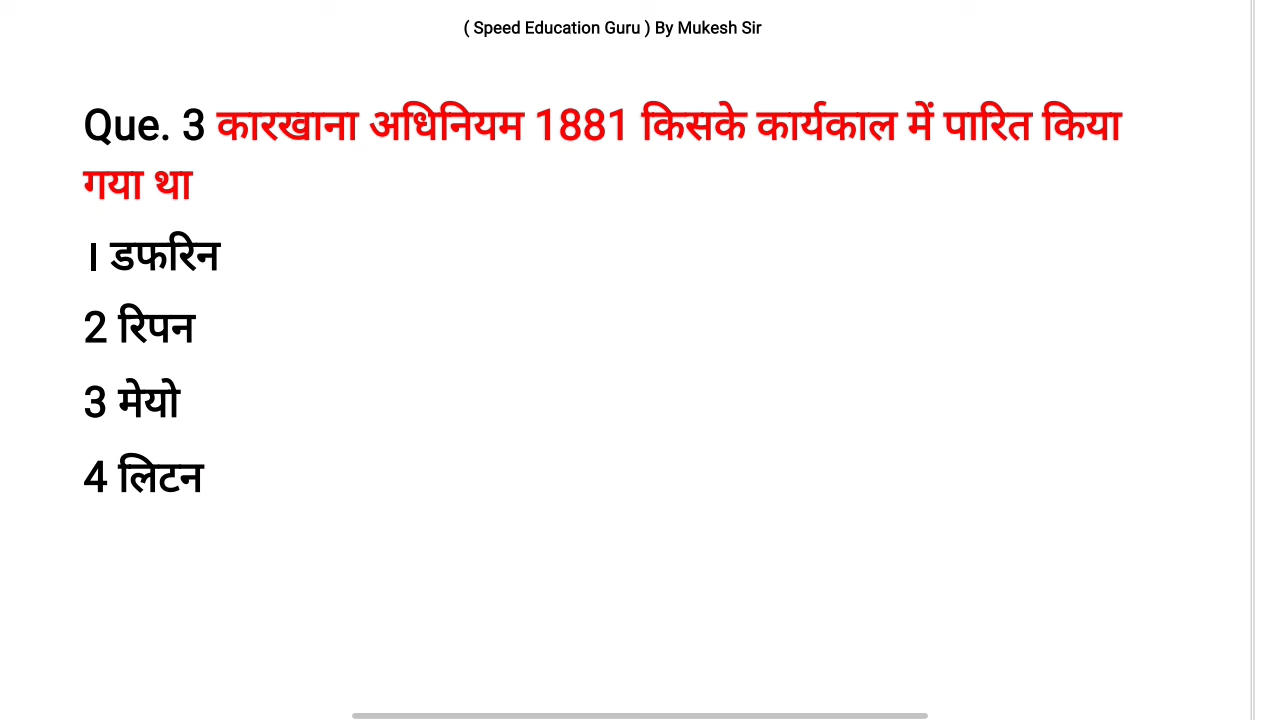 ( Speed Education Guru ) By Mukesh Sir
Que. 3 कारखाना अधिनियम 1881 किसके कार्यकाल में पारित किया
गया था
। डफरिन
2 रिपन
3 मेयो
4 लिटन